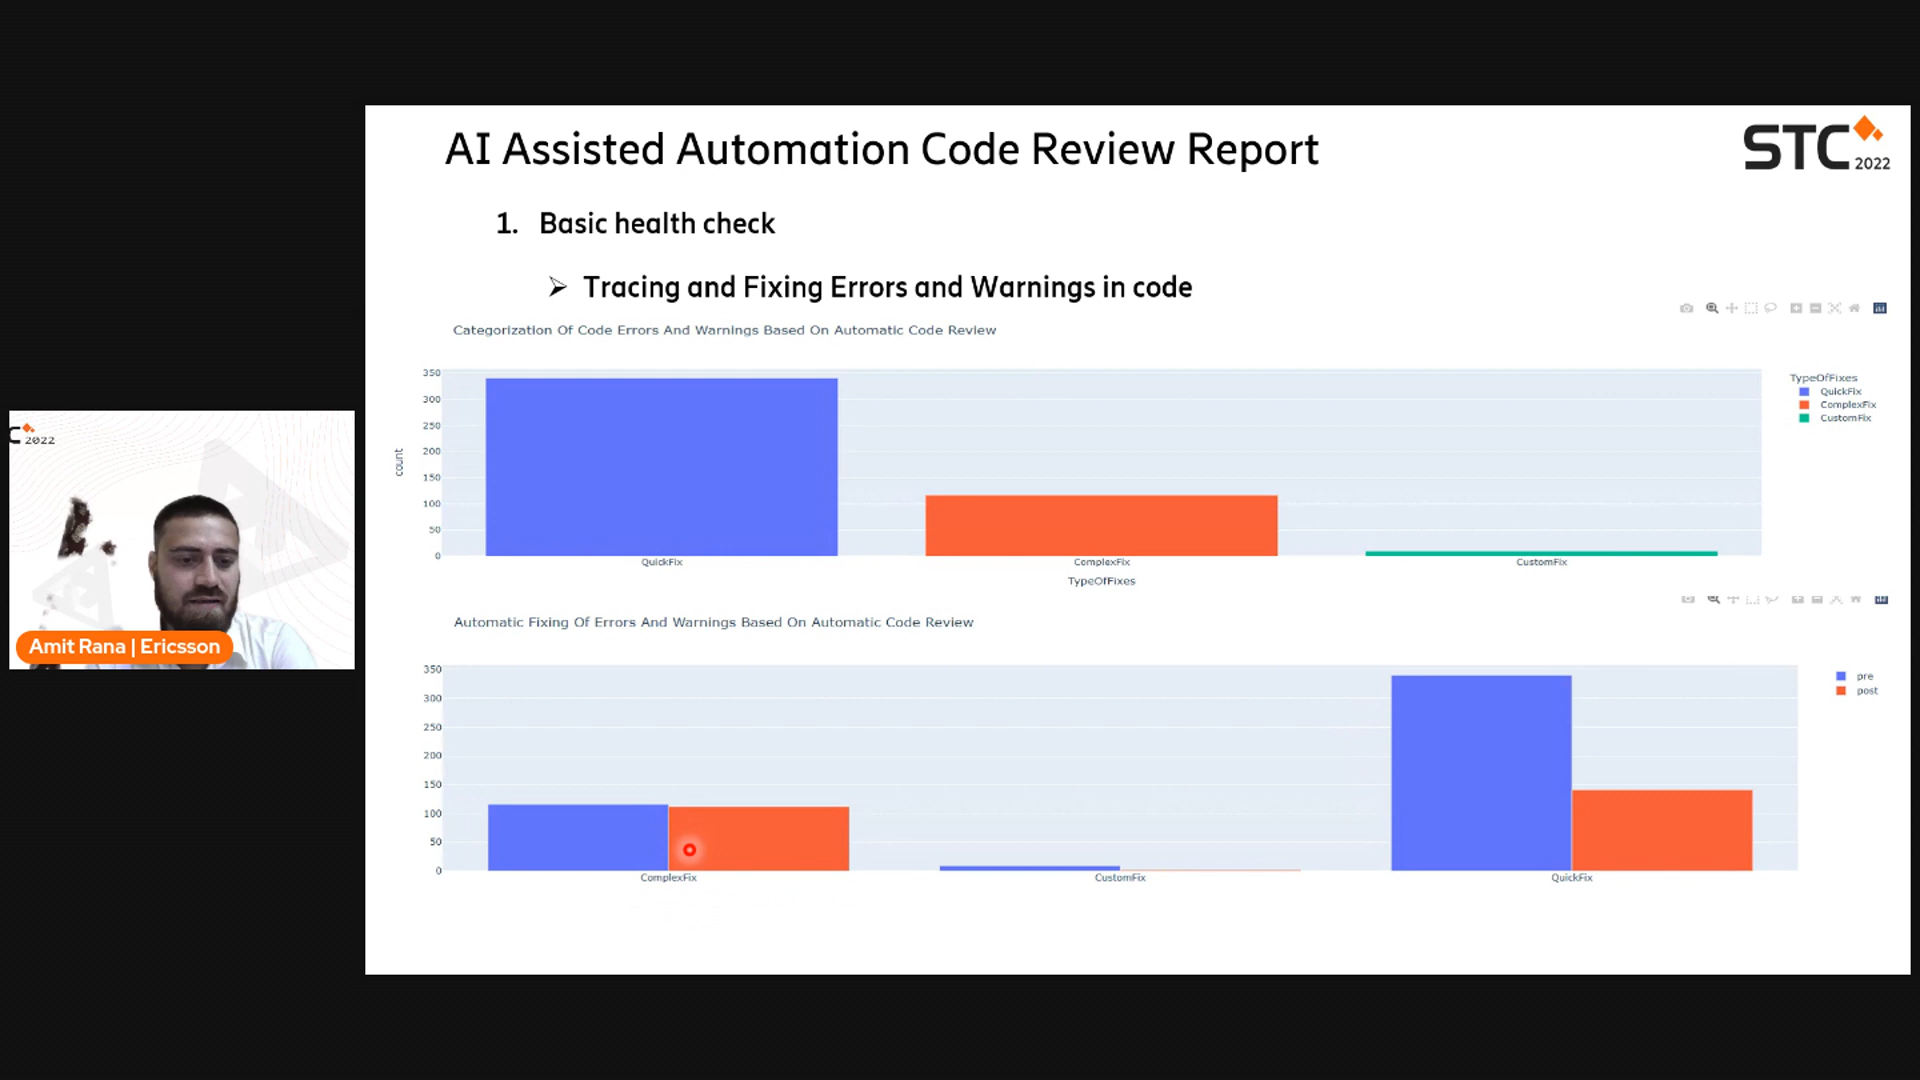 AI Assisted Automation Code Review Report
STC 2022
1. Basic health check
➢ Tracing and Fixing Errors and Warnings in code
Categorization Of Code Errors And Warnings Based On Automatic Code Review
350
300
250
200
150
100
50
0
count
QuickFix
ComplexFix
CustomFix
TypeOfFixes
TypeOfFixes
QuickFix
ComplexFix
CustomFix
C 2022
Amit Rana | Ericsson
Automatic Fixing Of Errors And Warnings Based On Automatic Code Review
350
300
250
200
150
100
50
0
ComplexFix
CustomFix
QuickFix
pre
post